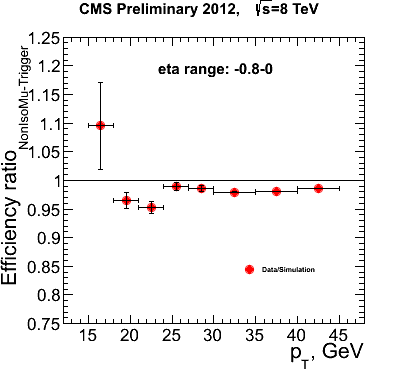 CMS Preliminary 2012, √s=8 TeV
eta range: -0.8-0
Efficiency ratio NonIsoMu-Trigger
1.25
1.2
1.15
1.1
1.05
1
0.95
0.9
0.85
0.8
0.75
Data/Simulation
15 20 25 30 35 40 45
p_T, GeV